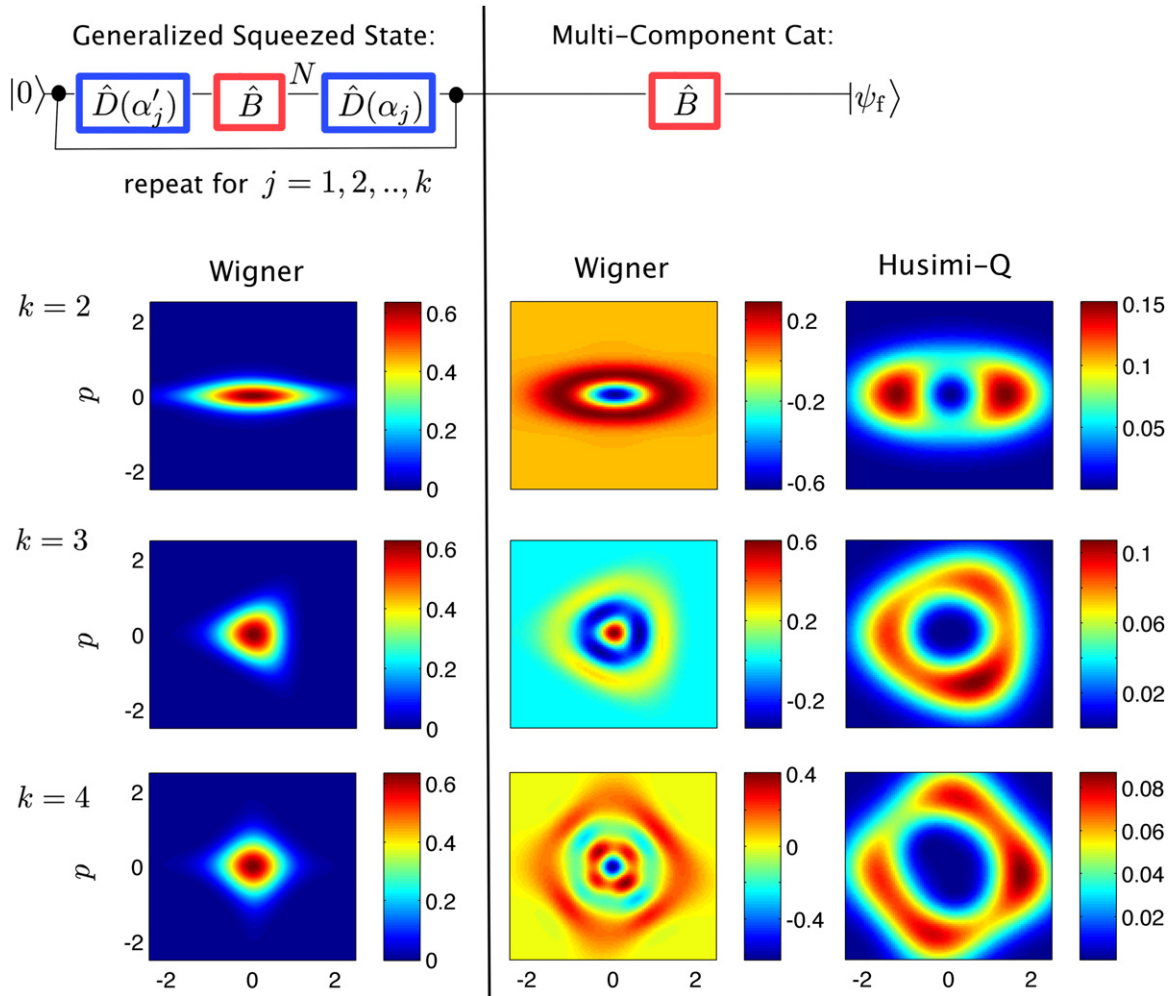 Generalized Squeezed State:
Multi-Component Cat:
|0⟩ D̂(α′ⱼ) B̂ N D̂(αⱼ) B̂ |ψf⟩
repeat for j = 1, 2, .., k
Wigner
Wigner
Husimi-Q
k = 2
p
2
0
-2
0.6
0.4
0.2
0
0.2
-0.2
-0.6
0.15
0.10
0.05
k = 3
2
0
-2
0.6
0.4
0.2
0
0.6
0.2
-0.2
0.1
0.06
0.02
k = 4
p
2
0
-2
0.6
0.4
0.2
0
0.4
0
-0.4
0.08
0.06
0.04
0.02
-2 0 2
-2 0 2
-2 0 2